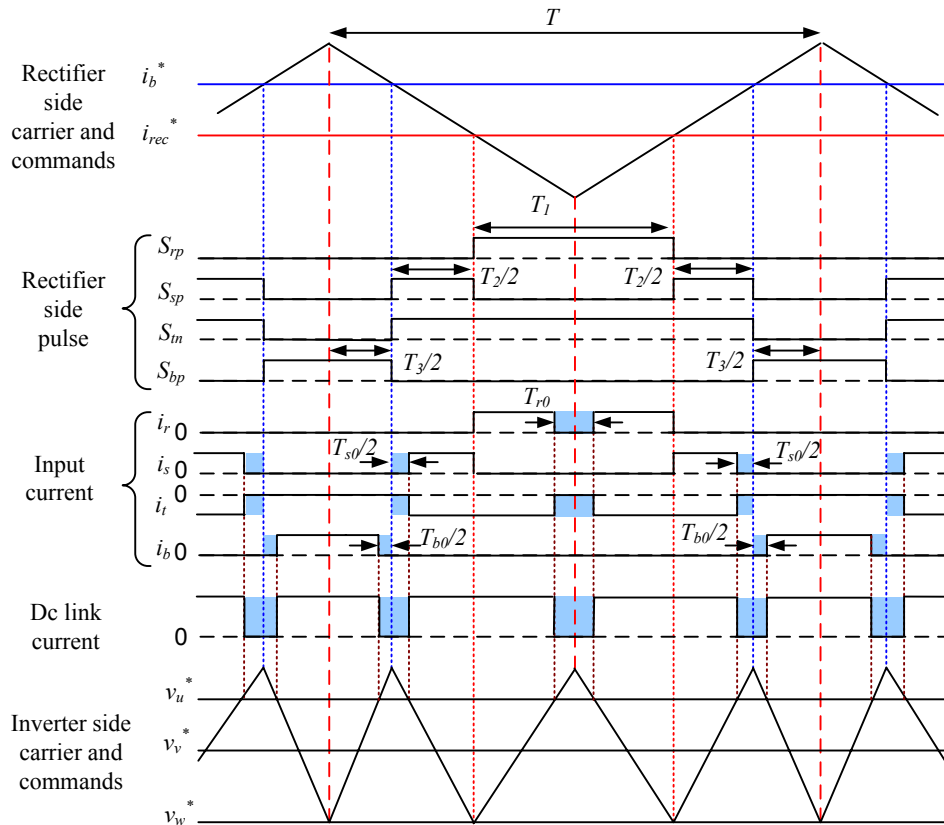 T
Rectifier
side
carrier and
commands
i_b^*
i_rec^*
T_1
Rectifier
side
pulse
S_rp
S_sp
T_2/2
T_2/2
S_tn
S_bp
T_3/2
T_3/2
Input
current
T_r0
i_r 0
T_s0/2
T_s0/2
i_s 0
0
i_t
i_b 0
T_b0/2
T_b0/2
Dc link
current
0
Inverter side
carrier and
commands
v_u^*
v_v^*
v_w^*